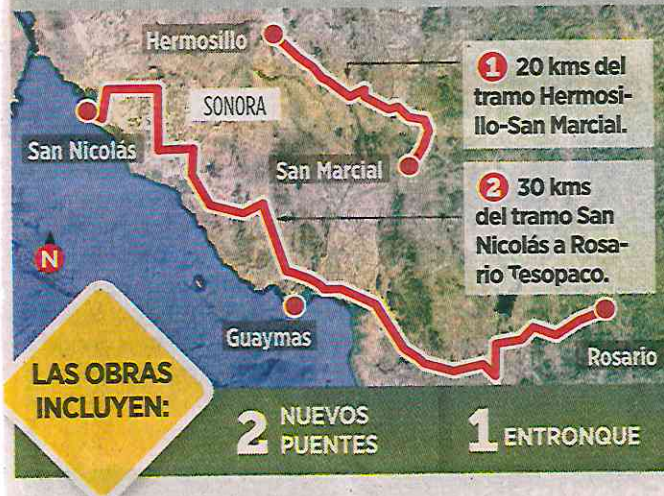 Hermosillo
SONORA
San Nicolás
San Marcial
1 20 kms del
tramo Hermosi-
llo-San Marcial.
2 30 kms
del tramo San
Nicolás a Rosa-
rio Tesopaco.
N
Guaymas
Rosario
LAS OBRAS
INCLUYEN:
2 NUEVOS
PUENTES
1 ENTRONQUE